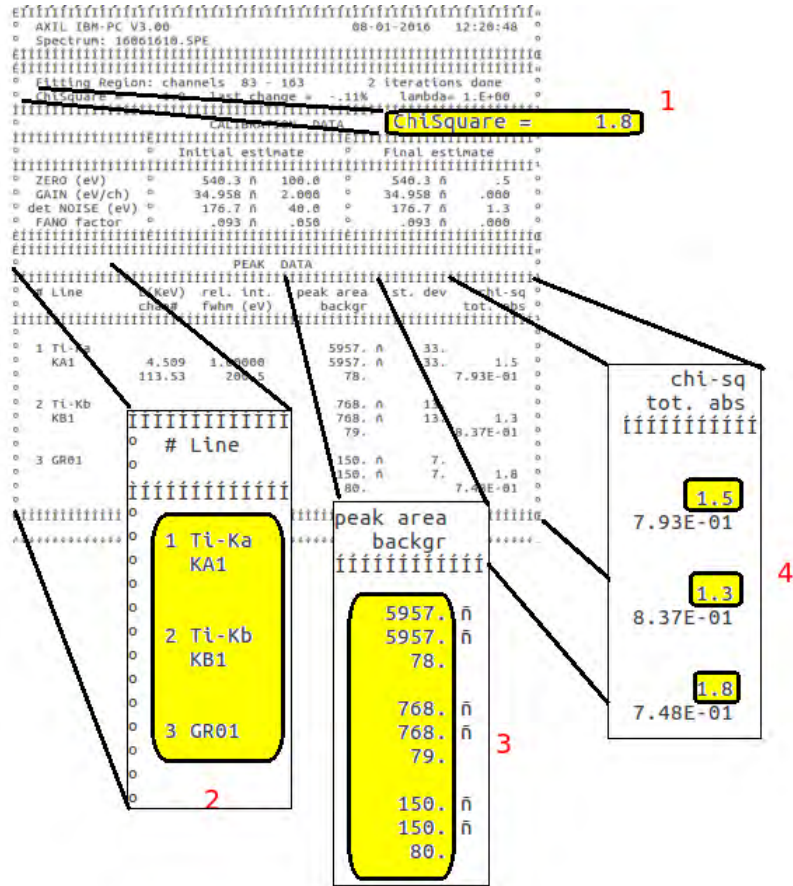 AXIL IBM-PC V3.00 08-01-2016 12:20:48
Spectrum: 16061610.SPE
Fitting Region: channels 83 - 163 2 iterations done
ChiSquare last change = -.11% lambda= 1.E+00
ChiSquare = 1.8
1
CALIBRATION DATA
Initial estimate Final estimate
ZERO (eV) 540.3 ñ 100.0 540.3 ñ .5
GAIN (eV/ch) 34.958 ñ 2.000 34.958 ñ .000
det NOISE (eV) 176.7 ñ 40.0 176.7 ñ 1.3
FANO factor .093 ñ .050 .093 ñ .000
PEAK DATA
# Line rel. int. peak area st. dev chi-sq
fwhm (eV) backgr tot. abs
1 Ti-Ka 5957. ñ 33.
KA1 4.509 1.00000 5957. ñ 33. 1.5
113.53 78. 7.93E-01
2 Ti-Kb 768. ñ
KB1 768. ñ 1.3
79. 8.37E-01
3 GR01 150. ñ 7.
150. ñ 7. 1.8
80. 7.48E-01
# Line
1 Ti-Ka
KA1
2 Ti-Kb
KB1
3 GR01
2
peak area
backgr
5957. ñ
5957. ñ
78.
768. ñ
768. ñ
79.
150. ñ
150. ñ
80.
3
chi-sq
tot. abs
1.5
7.93E-01
1.3
8.37E-01
1.8
7.48E-01
4